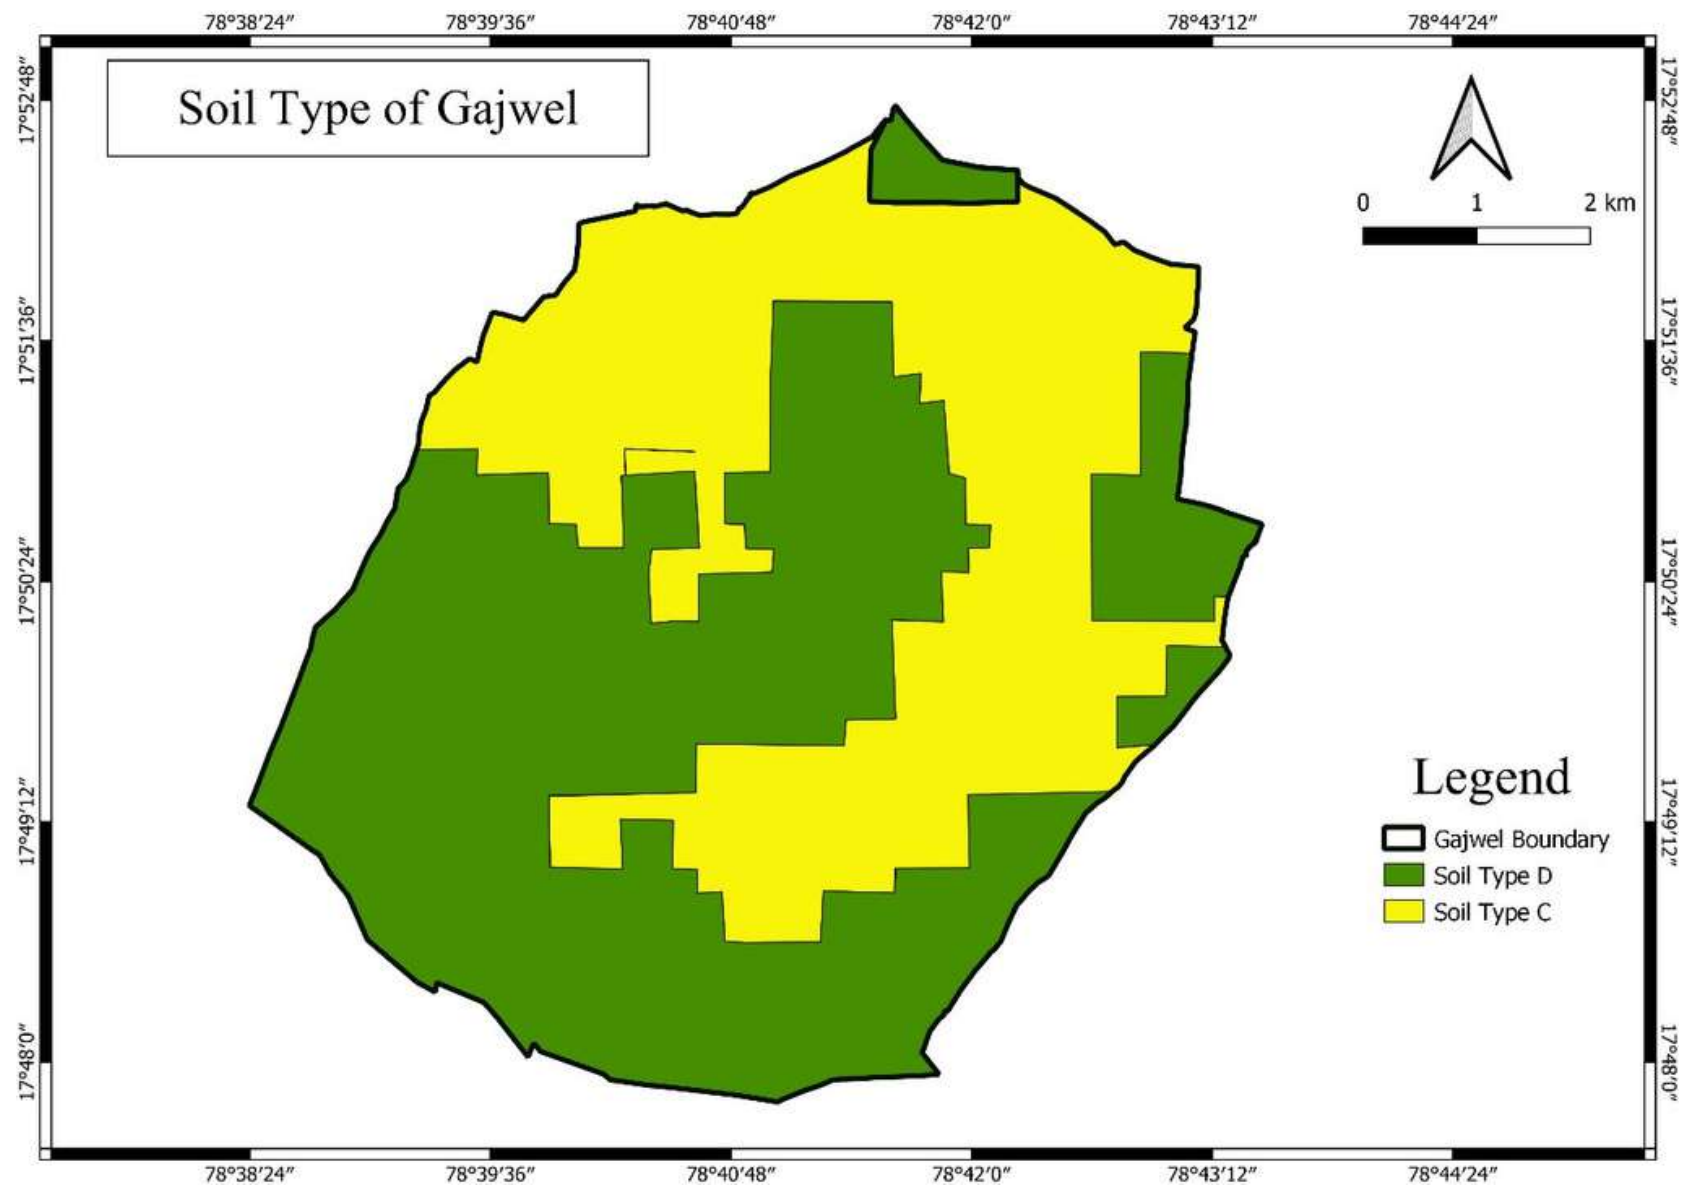 78°38′24″ 78°39′36″ 78°40′48″ 78°42′0″ 78°43′12″ 78°44′24″
Soil Type of Gajwel
17°52′48″ 17°52′48″
0 1 2 km
17°51′36″ 17°51′36″
17°50′24″ 17°50′24″
Legend
17°49′12″ 17°49′12″
Gajwel Boundary
Soil Type D
Soil Type C
17°48′0″ 17°48′0″
78°38′24″ 78°39′36″ 78°40′48″ 78°42′0″ 78°43′12″ 78°44′24″